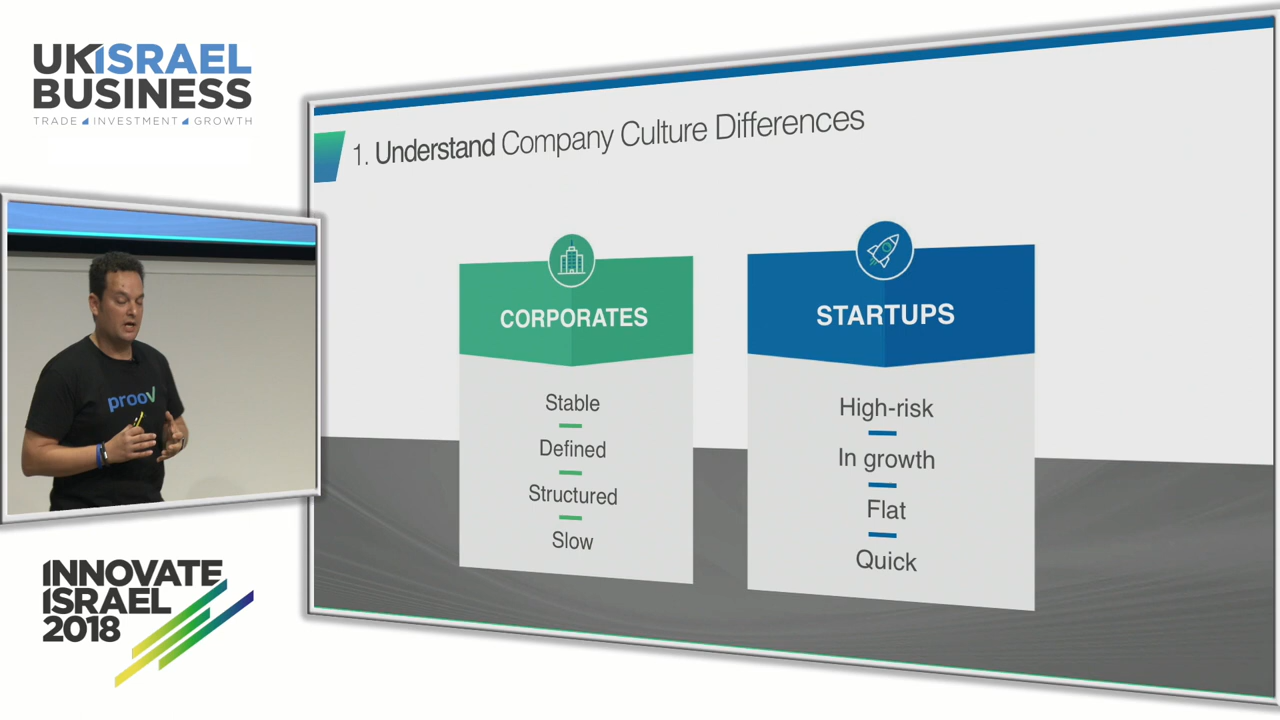 UKISRAEL
BUSINESS
TRADE INVESTMENT GROWTH
1. Understand Company Culture Differences
CORPORATES
Stable
Defined
Structured
Slow
STARTUPS
High-risk
In growth
Flat
Quick
proov
INNOVATE
ISRAEL
2018